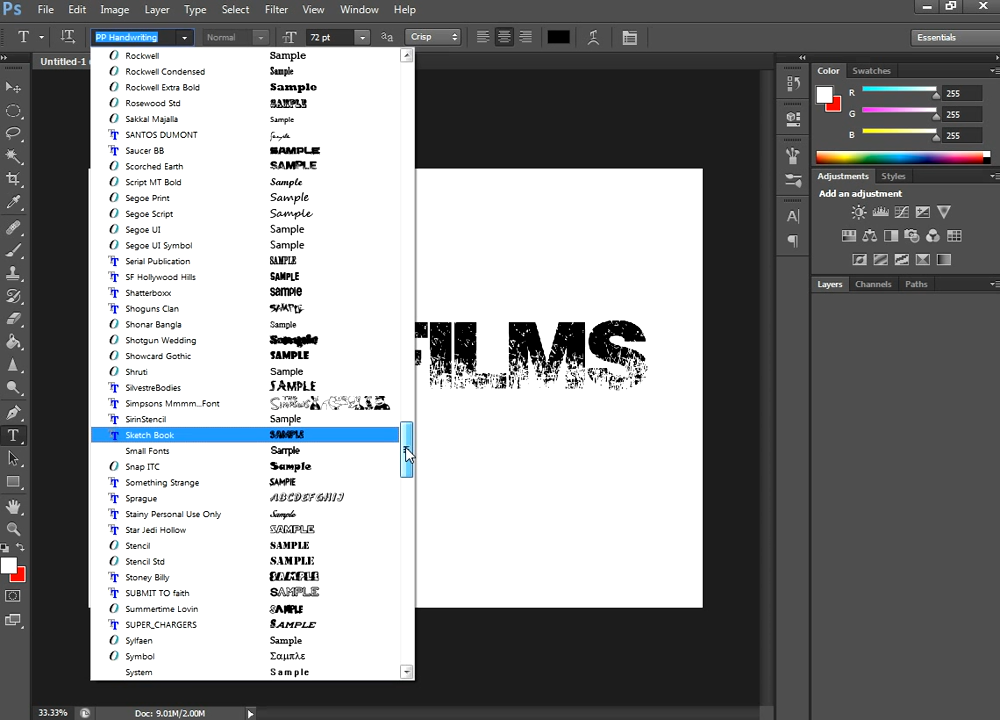 Ps File Edit Image Layer Type Select Filter View Window Help
T PP Handwriting Normal 72 pt aa Crisp Essentials
Untitled-1
Color Swatches
R 255
G 255
B 255
Adjustments Styles
Add an adjustment
Layers Channels Paths
Rockwell Sample
Rockwell Condensed Sample
Rockwell Extra Bold Sample
Rosewood Std SAMPLE
Sakkal Majalla Sample
SANTOS DUMONT Sample
Saucer BB SAMPLE
Scorched Earth SAMPLE
Script MT Bold Sample
Segoe Print Sample
Segoe Script Sample
Segoe UI Sample
Segoe UI Symbol Sample
Serial Publication SAMPLE
SF Hollywood Hills SAMPLE
Shatterboxx Sample
Shoguns Clan SAMPLE
Shonar Bangla Sample
Shotgun Wedding Sample
Showcard Gothic SAMPLE
Shruti Sample
SilvestreBodies SAMPLE
Simpsons Mmmm...Font
SirinStencil Sample
Sketch Book SAMPLE
Small Fonts Sample
Snap ITC Sample
Something Strange SAMPLE
Sprague ABCDEFGHIJ
Stainy Personal Use Only Sample
Star Jedi Hollow SAMPLE
Stencil SAMPLE
Stencil Std SAMPLE
Stoney Billy SAMPLE
SUBMIT TO faith SAMPLE
Summertime Lovin SAMPLE
SUPER_CHARGERS SAMPLE
Sylfaen Sample
Symbol Σαμπλε
System Sample
FILMS
33.33% Doc: 9.01M/2.00M